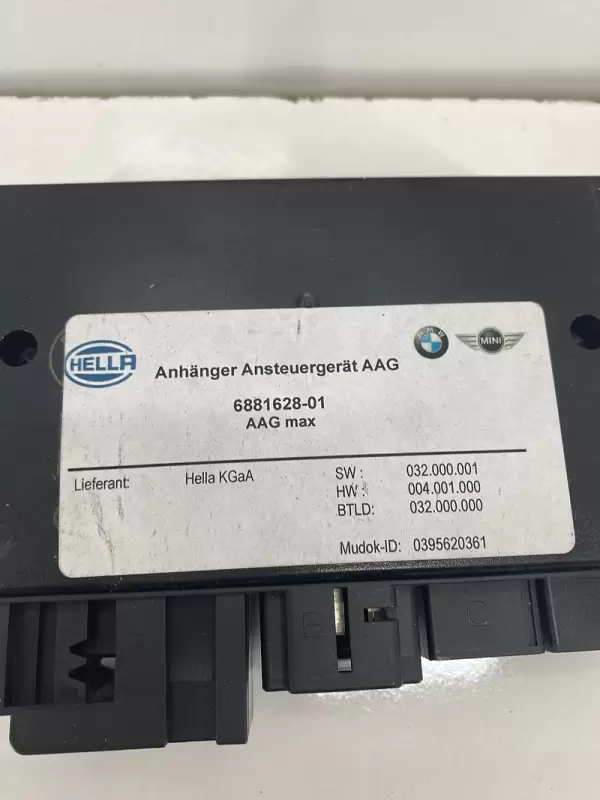 HELLA
Anhänger Ansteuergerät AAG
BMW
MINI
6881628-01
AAG max
Lieferant: Hella KGaA
SW : 032.000.001
HW : 004.001.000
BTLD: 032.000.000
Mudok-ID: 0395620361
B
C